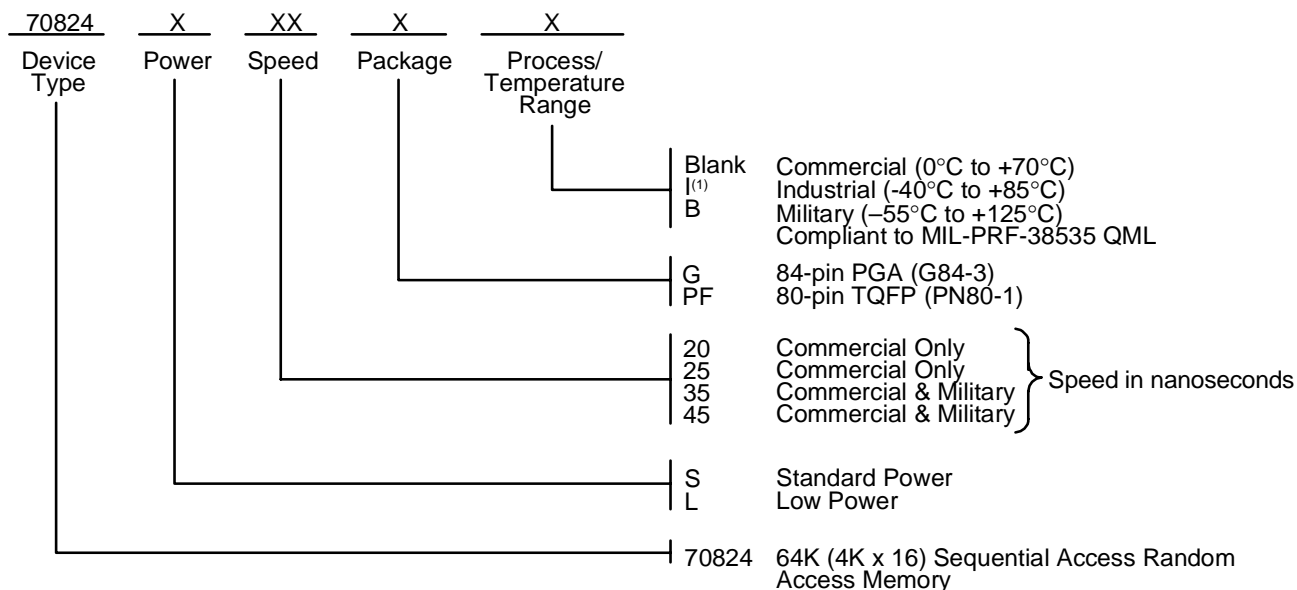 70824 X XX X X
Device Type
Power
Speed
Package
Process/
Temperature
Range
Blank Commercial (0°C to +70°C)
I(1) Industrial (-40°C to +85°C)
B Military (–55°C to +125°C)
Compliant to MIL-PRF-38535 QML
G 84-pin PGA (G84-3)
PF 80-pin TQFP (PN80-1)
20 Commercial Only
25 Commercial Only
35 Commercial & Military
45 Commercial & Military
Speed in nanoseconds
S Standard Power
L Low Power
70824 64K (4K x 16) Sequential Access Random
Access Memory